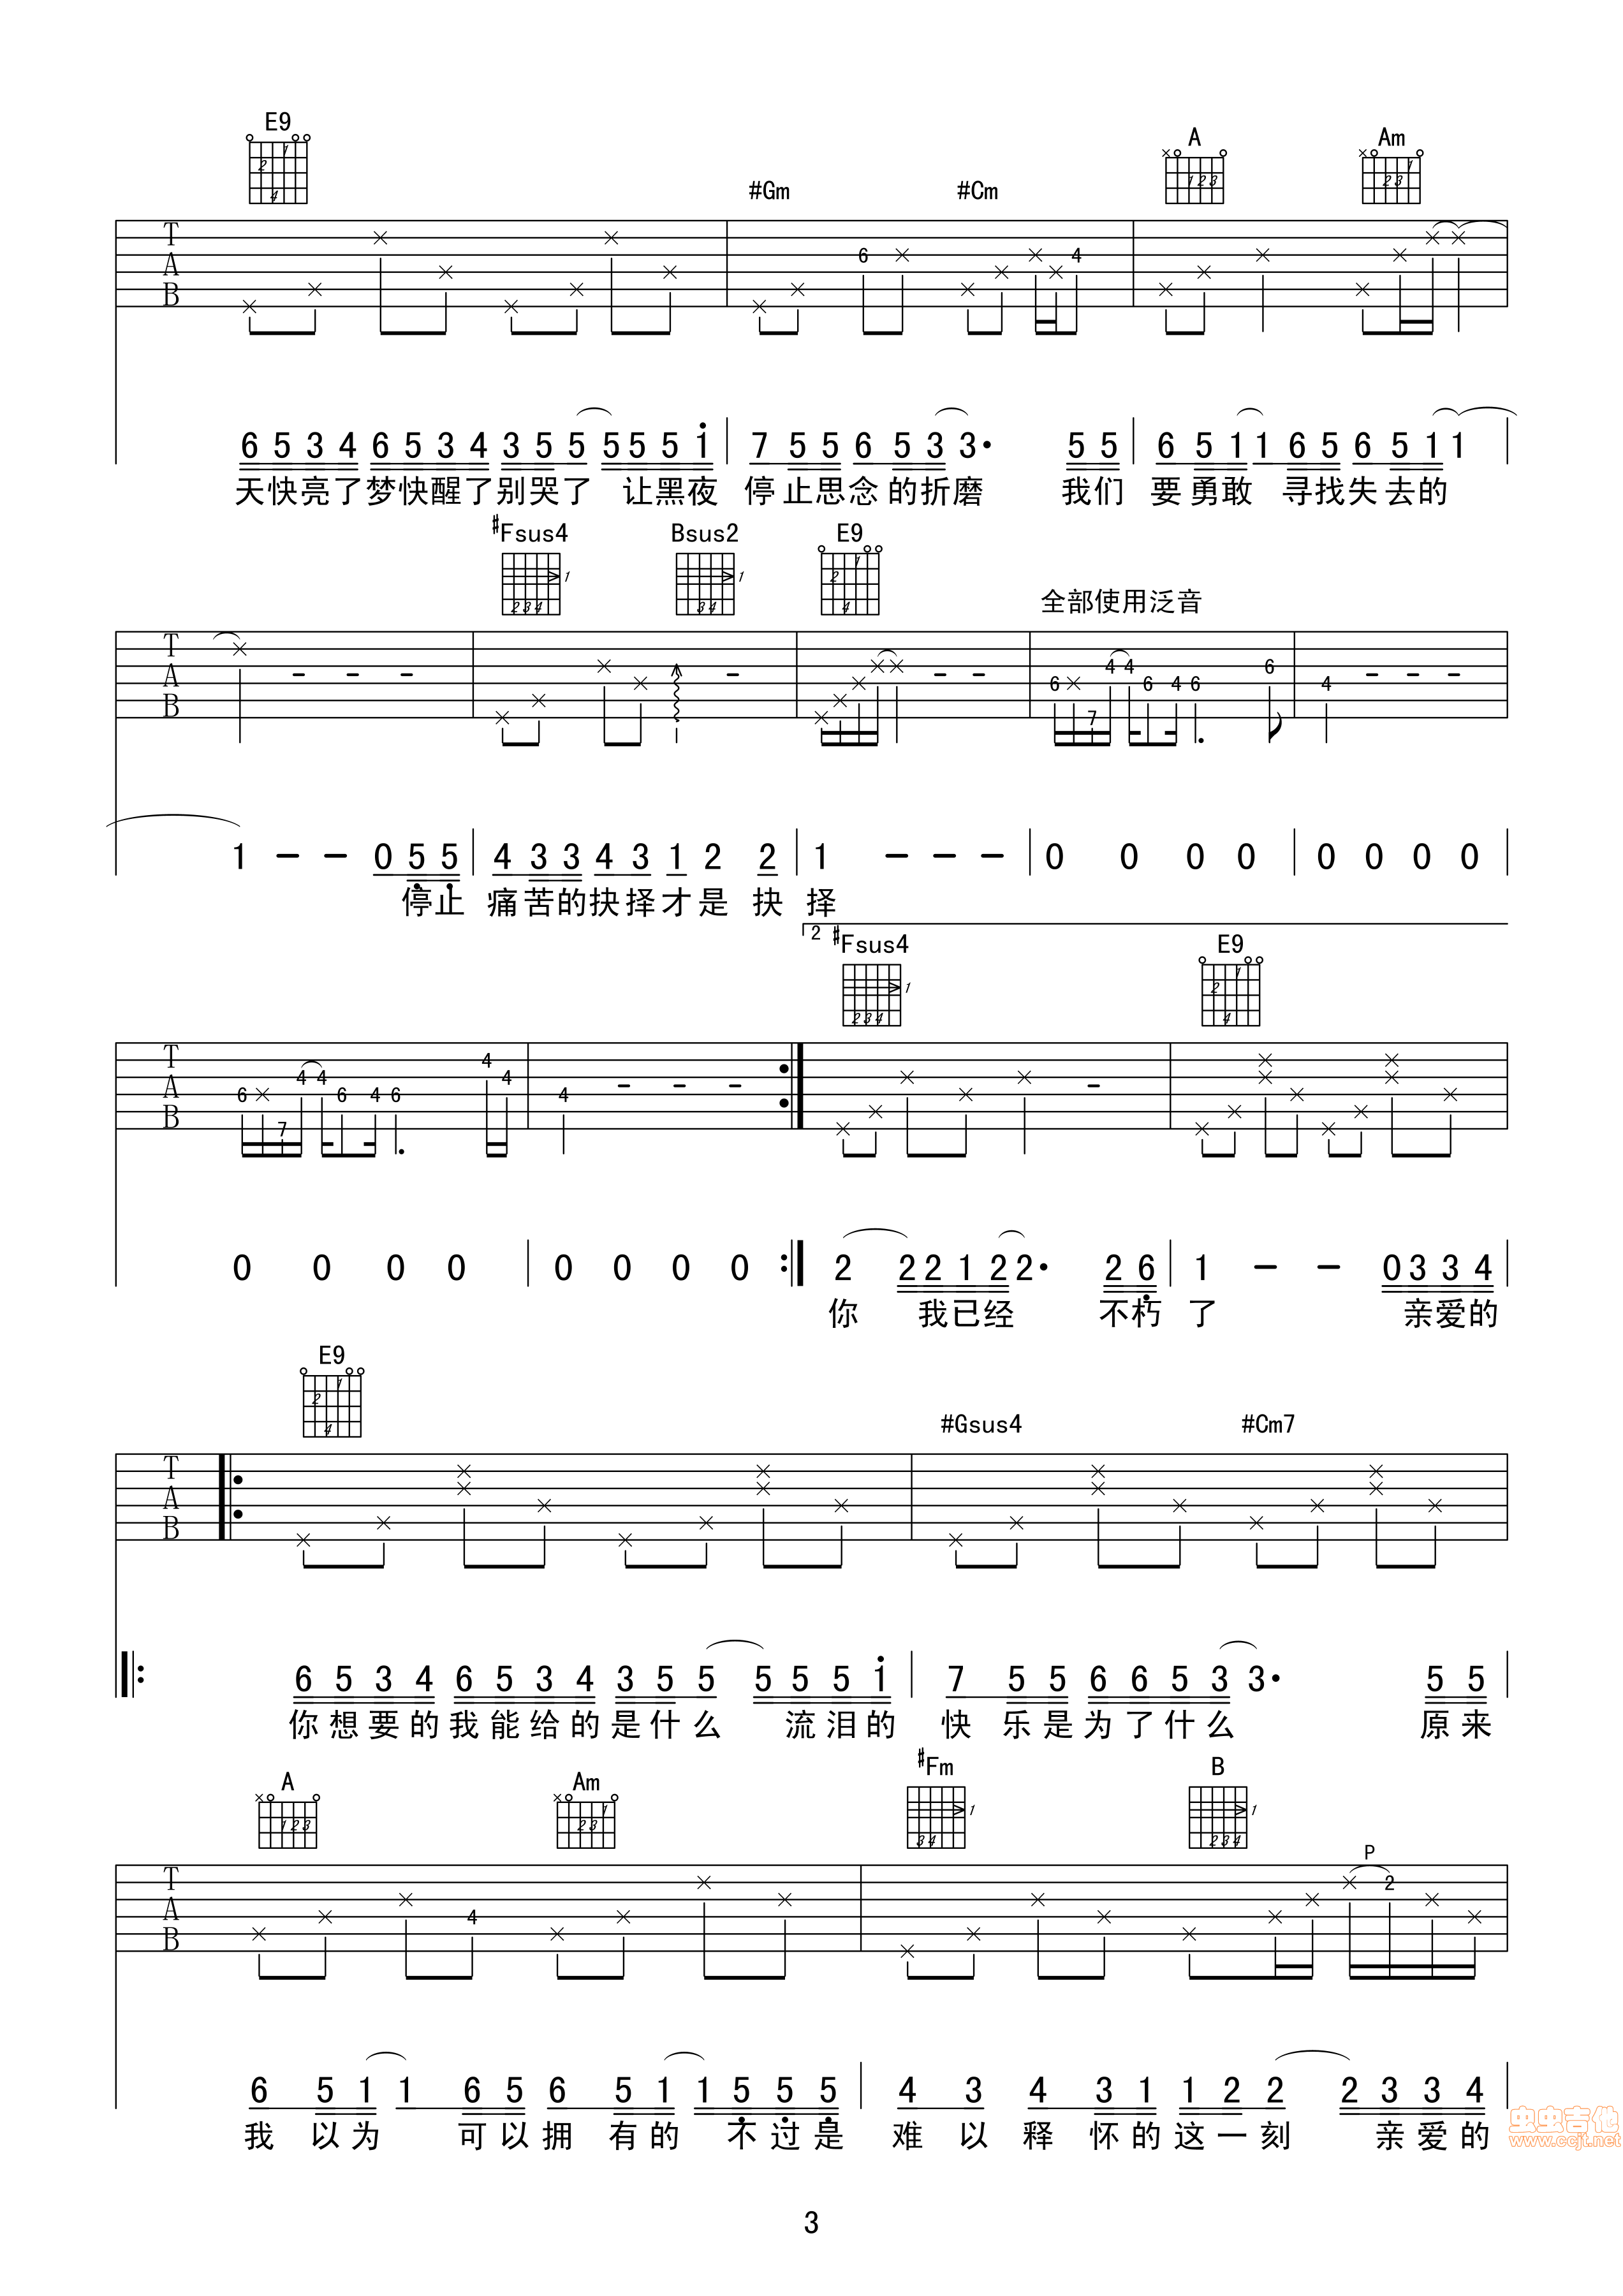 E9 #Gm #Cm A Am
T A B 6 4
6 5 3 4 6 5 3 4 3 5 5 5 5 5 1 7 5 5 6 5 3 3· 5 5 6 5 1 1 6 5 6 5 1 1
天快亮了梦快醒了别哭了 让黑夜 停止思念的折磨 我们 要勇敢 寻找失去的
#Fsus4 Bsus2 E9 全部使用泛音
T A B 6 7 4 4 6 4 6 6 4
1 - - 0 5 5 4 3 3 4 3 1 2 2 1 - - - 0 0 0 0 0 0 0 0
停止 痛苦的抉择才是 抉 择
2 #Fsus4 E9
T A B 6 7 4 4 6 4 6 4 4 4
0 0 0 0 0 0 0 0 2 2 2 1 2 2· 2 6 1 - - 0 3 3 4
你 我已经 不朽 了 亲爱的
E9 #Gsus4 #Cm7
T A B
6 5 3 4 6 5 3 4 3 5 5 5 5 5 1 7 5 5 6 6 5 3 3· 5 5
你想要的我能给的是什么 流泪的 快 乐是为了什么 原来
A Am #Fm B
T A B 4 P 2
6 5 1 1 6 5 6 5 1 1 5 5 5 4 3 4 3 1 1 2 2 2 3 3 4
我 以为 可以拥 有的 不过是 难 以 释 怀的这一刻 亲爱的
虫虫吉他
www.ccjt.net
3